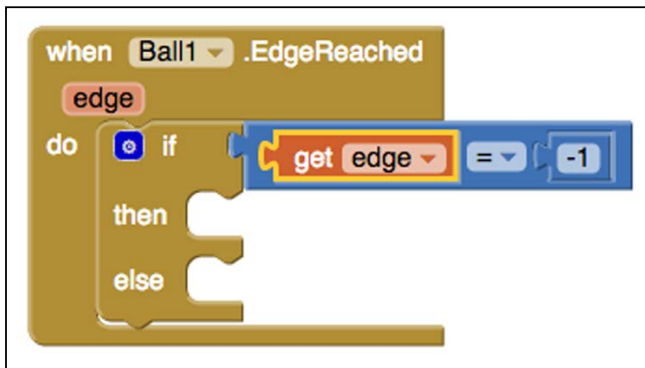 when Ball1 .EdgeReached
edge
do if get edge = -1
then
else